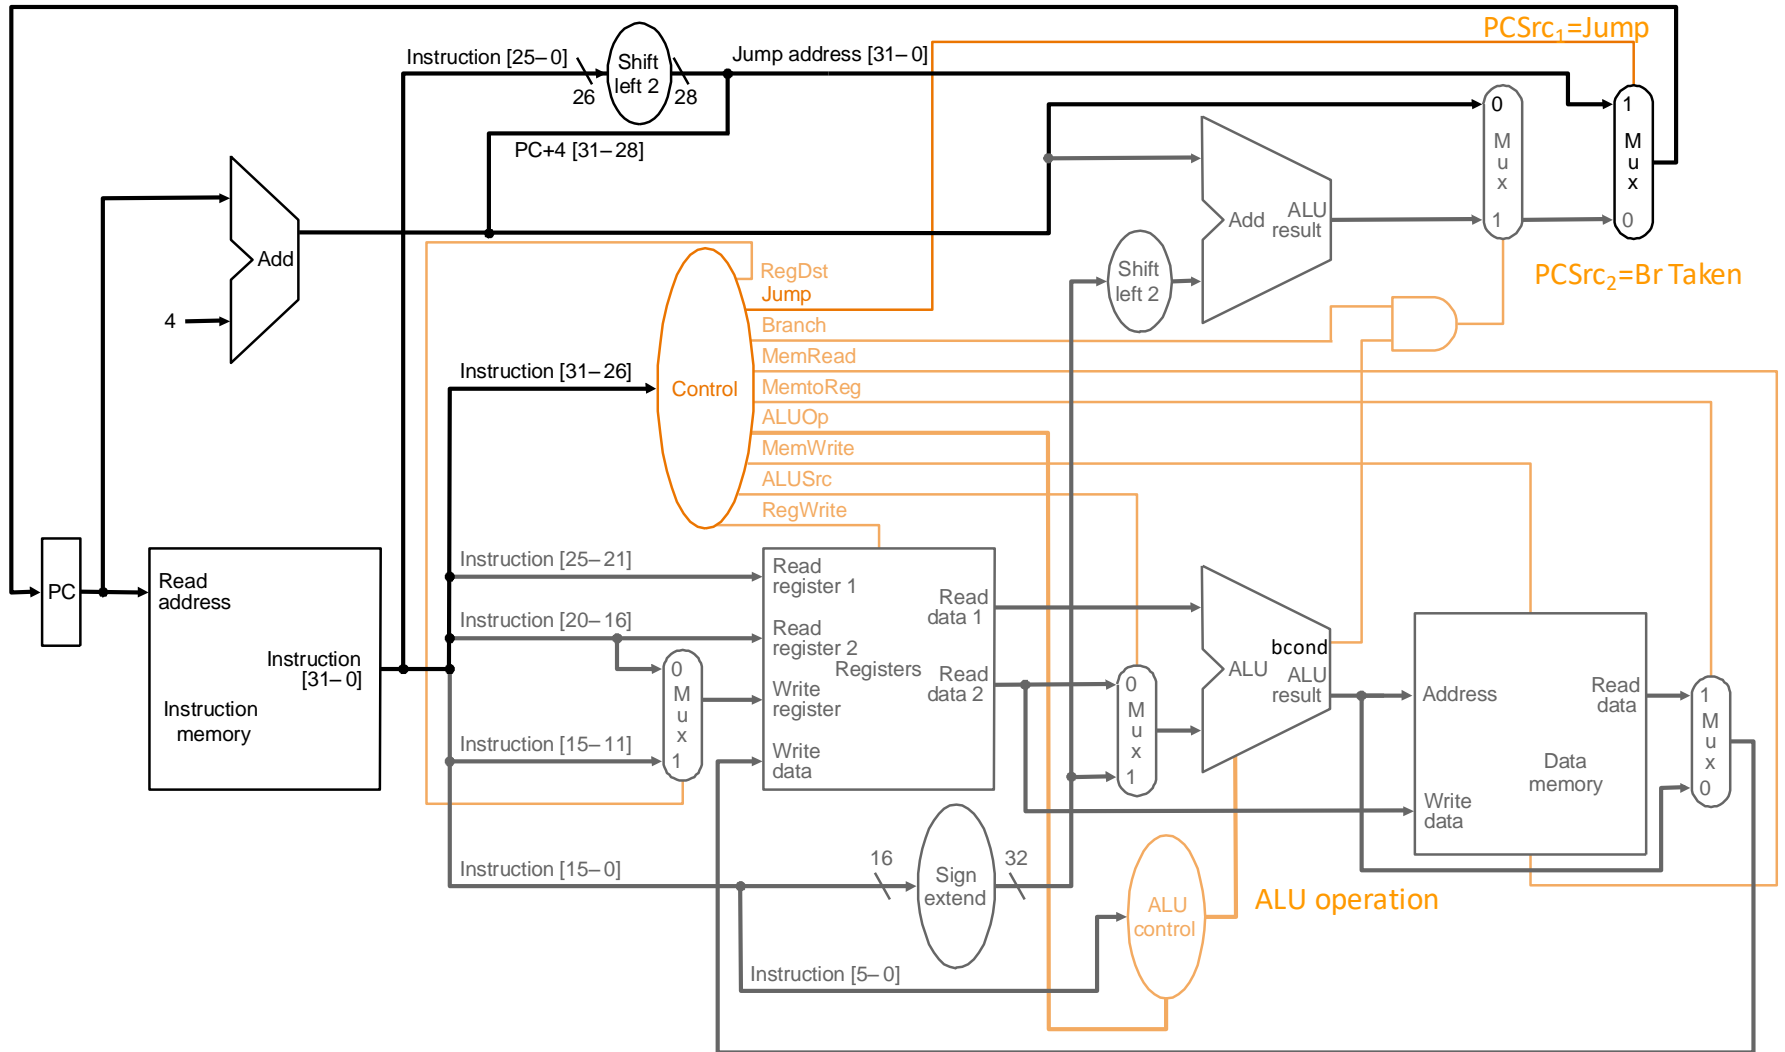 PCSrc1=Jump
Instruction [25–0]
Shift
left 2
Jump address [31–0]
26
28
0
M
u
x
1
1
M
u
x
0
PC+4 [31–28]
Add
4
Add
ALU
result
Shift
left 2
PCSrc2=Br Taken
RegDst
Jump
Branch
MemRead
MemtoReg
ALUOp
MemWrite
ALUSrc
RegWrite
Instruction [31–26]
Control
PC
Read
address
Instruction
[31–0]
Instruction
memory
Instruction [25–21]
Instruction [20–16]
Instruction [15–11]
Instruction [15–0]
0
M
u
x
1
Read
register 1
Read
register 2
Registers
Write
register
Write
data
Read
data 1
Read
data 2
0
M
u
x
1
bcond
ALU
ALU
result
Address
Read
data
Data
memory
Write
data
1
M
u
x
0
16
Sign
extend
32
ALU
control
ALU operation
Instruction [5–0]